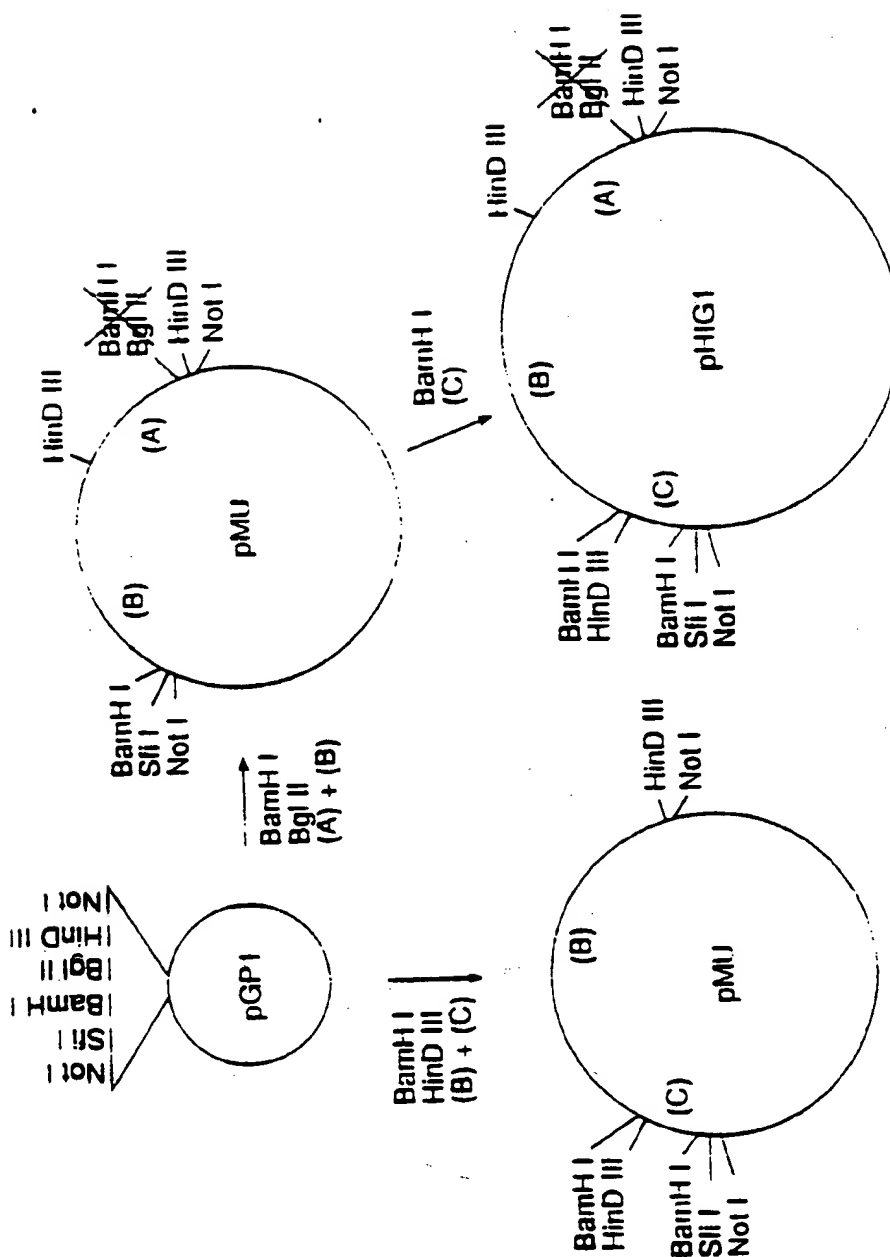 Not I
Sfi I
BamH I
Bgl II
HinD III
Not I
pGP1
BamH I
Bgl II
(A) + (B)
BamH I
HinD III
(B) + (C)
HinD III
BamH I
Bgl II
HinD III
Not I
(A)
(B)
pMU
BamH I
Sfi I
Not I
BamH I
(C)
HinD III
Not I
(B)
pMU
(C)
BamH I
HinD III
BamH I
Sfi I
Not I
HinD III
BamH I
Bgl II
HinD III
Not I
(A)
(B)
pHIG1
(C)
BamH I
HinD III
BamH I
Sfi I
Not I